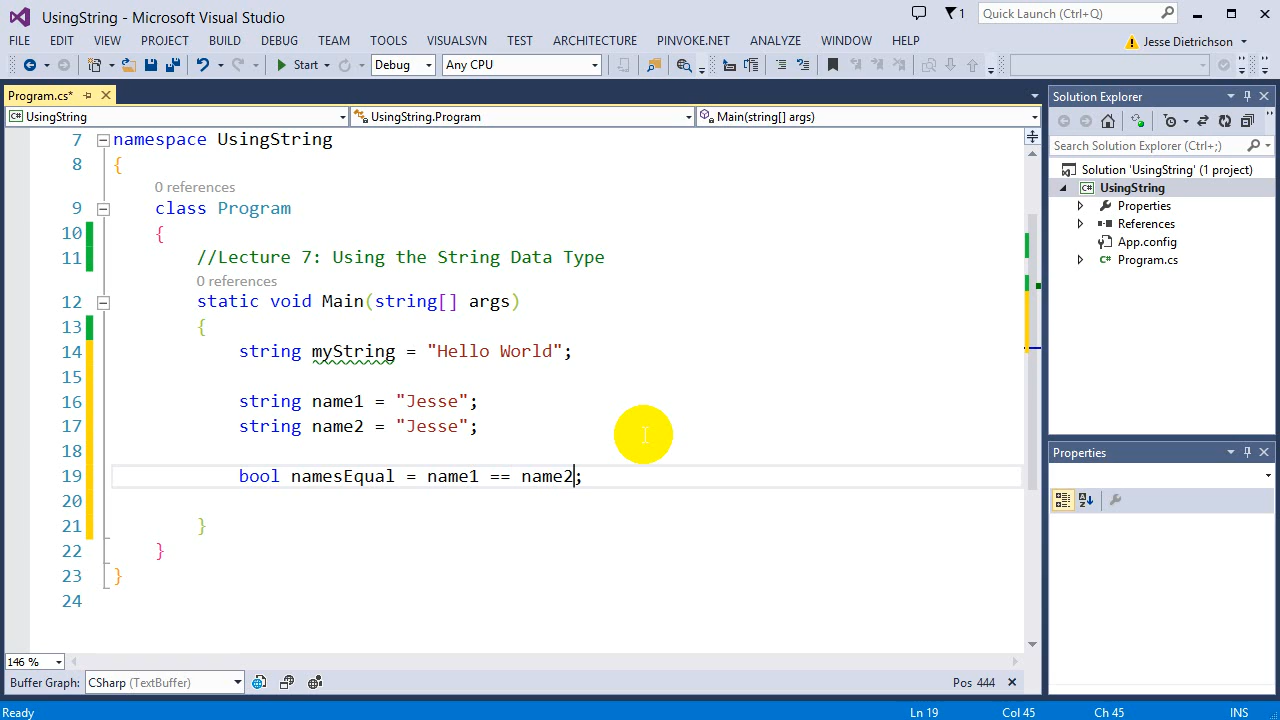 UsingString - Microsoft Visual Studio
1
Quick Launch (Ctrl+Q)
FILE EDIT VIEW PROJECT BUILD DEBUG TEAM TOOLS VISUALSVN TEST ARCHITECTURE PINVOKE.NET ANALYZE WINDOW HELP
Jesse Dietrichson
Start Debug Any CPU
Program.cs*
UsingString UsingString.Program Main(string[] args)
7 namespace UsingString
8 {
0 references
9 class Program
10 {
11 //Lecture 7: Using the String Data Type
0 references
12 static void Main(string[] args)
13 {
14 string myString = "Hello World";
15
16 string name1 = "Jesse";
17 string name2 = "Jesse";
18
19 bool namesEqual = name1 == name2;
20
21 }
22 }
23 }
24
146 %
Buffer Graph: CSharp (TextBuffer) Pos 444
Solution Explorer
Search Solution Explorer (Ctrl+;)
Solution 'UsingString' (1 project)
C# UsingString
Properties
References
App.config
C# Program.cs
Properties
Ready Ln 19 Col 45 Ch 45 INS